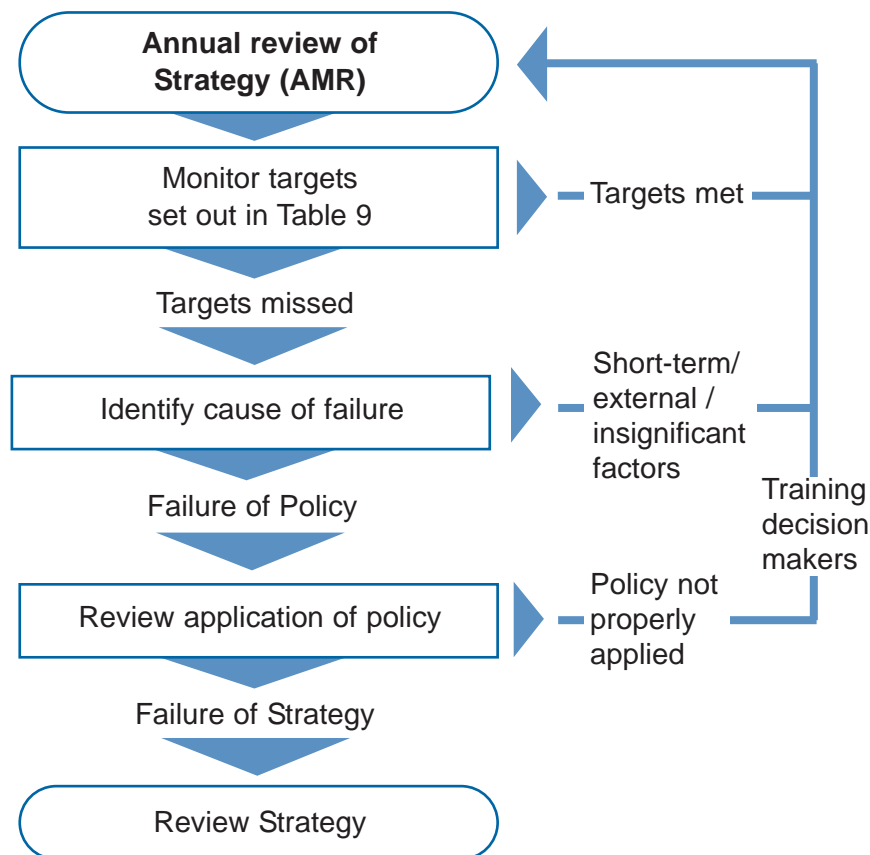 Annual review of
Strategy (AMR)
Monitor targets
set out in Table 9
Targets met
Targets missed
Identify cause of failure
Short-term/
external /
insignificant
factors
Failure of Policy
Training
decision
makers
Review application of policy
Policy not
properly
applied
Failure of Strategy
Review Strategy